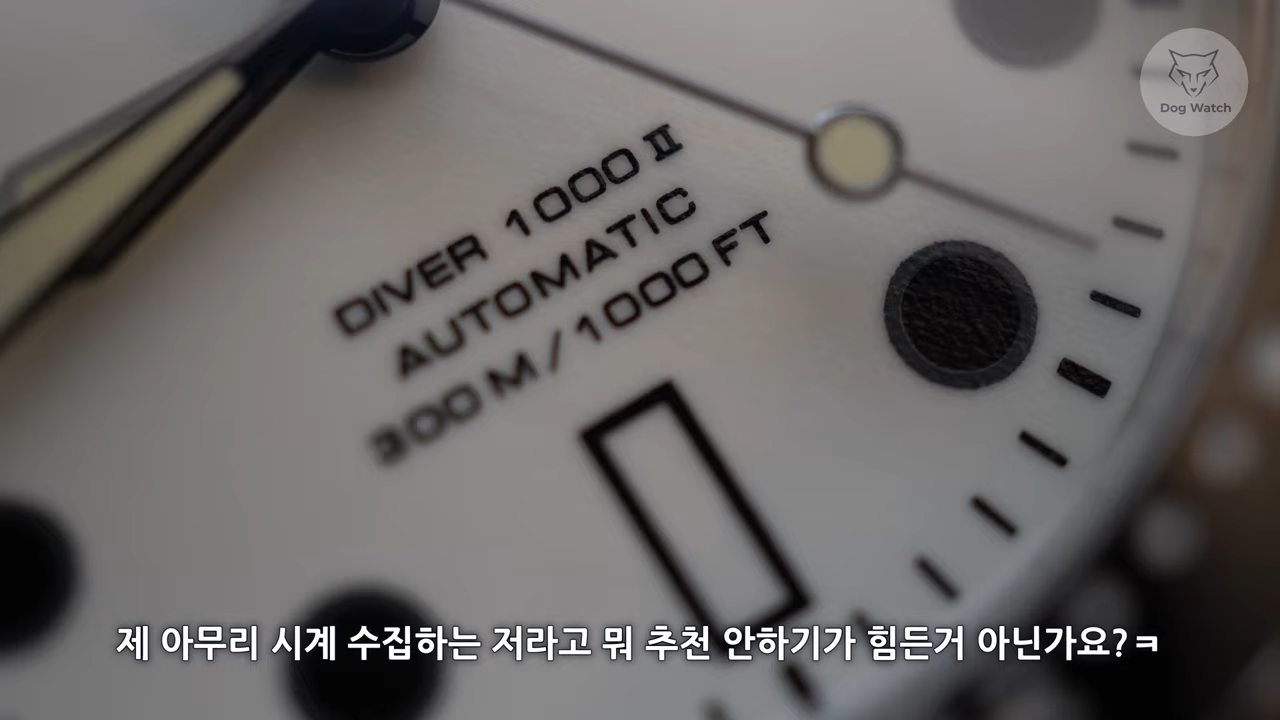 Dog Watch
DIVER 1000 II
AUTOMATIC
300 M / 1000 FT
제 아무리 시계 수집하는 저라고 뭐 추천 안하기가 힘든거 아닌가요?ㅋ